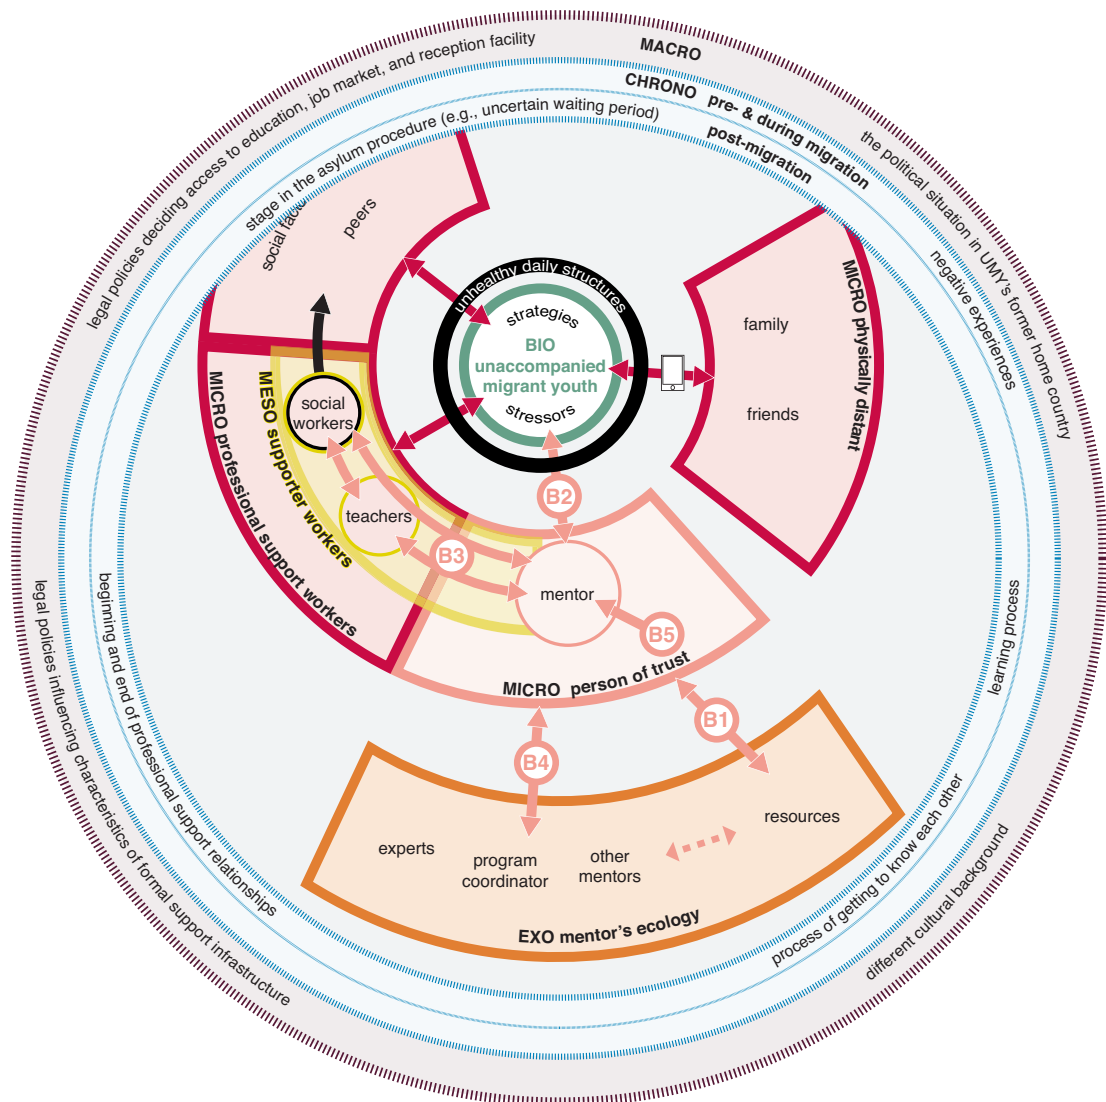 MACRO
legal policies deciding access to education, job market, and reception facility
the political situation in UMY's former home country
different cultural background
legal policies influencing characteristics of formal support infrastructure
CHRONO pre- & during migration
post-migration
stage in the asylum procedure (e.g., uncertain waiting period)
negative experiences
learning process
process of getting to know each other
beginning and end of professional support relationships
social
peers
unhealthy daily structures
strategies
BIO
unaccompanied
migrant youth
stressors
family
friends
MICRO physically distant
social
workers
teachers
MESO supporter workers
MICRO professional support workers
B2
B3
mentor
B5
MICRO person of trust
B1
B4
experts
program
coordinator
other
mentors
resources
EXO mentor's ecology